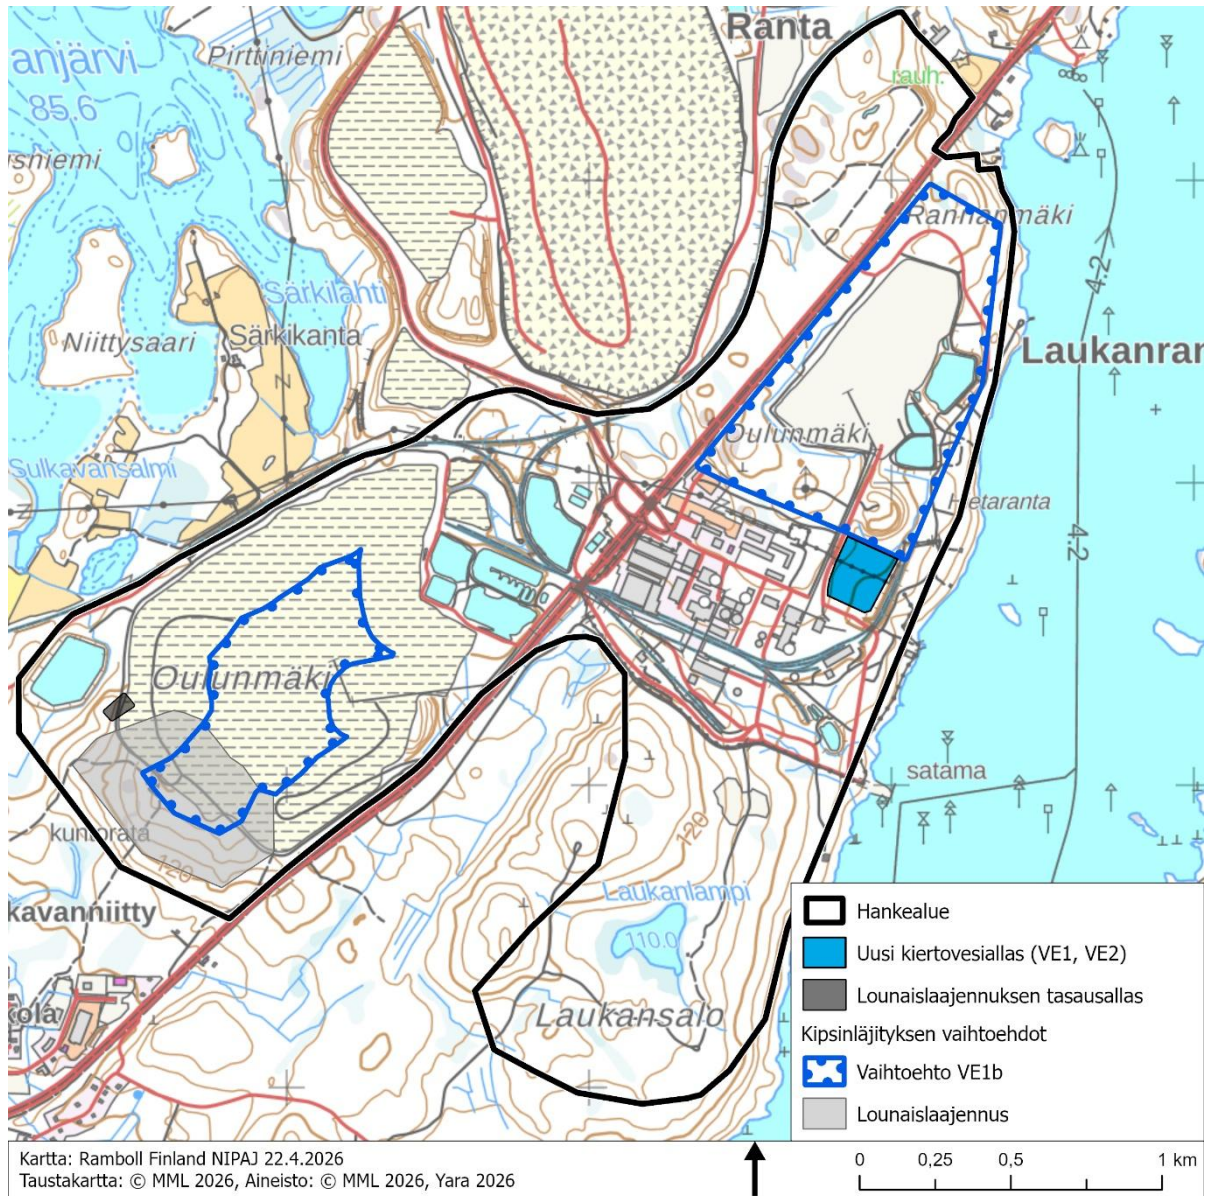 Ranta
anjärvi
Pirttiniemi
rauh.
85.6
usniemi
Ranhanmäki
4-2
Särkilahti
Särkikanta
Niittysaari
Laukanran
Oulunmäki
Sulkavansalmi
Hetaranta
4-2
Oulunmäki
satama
kuntorata
120
120
Laukanlampi
kavanniitty
110.0
kola
Laukansalo
Hankealue
Uusi kiertovesiallas (VE1, VE2)
Lounaislaajennuksen tasausallas
Kipsinläjityksen vaihtoehdot
Vaihtoehto VE1b
Lounaislaajennus
Kartta: Ramboll Finland NIPAJ 22.4.2026
Taustakartta: © MML 2026, Aineisto: © MML 2026, Yara 2026
0 0,25 0,5 1 km